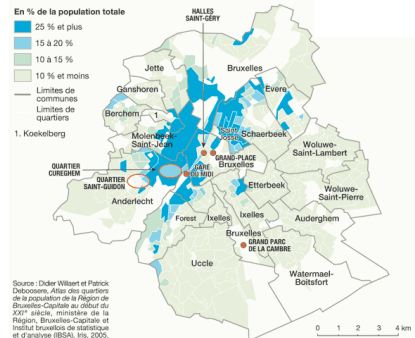 En % de la population totale
25 % et plus
15 à 20 %
10 à 15 %
10 % et moins
Limites de
communes
Limites de
quartiers
1. Koekelberg
HALLES
SAINT-GÉRY
Bruxelles
Jette
Ganshoren
Evere
Berchem
1
Molenbeek-
Saint-Jean
Saint-
Josse
Schaerbeek
Woluwe-
Saint-Lambert
QUARTIER
CUREGHEM
GRAND-PLACE
Bruxelles
GARE
DU MIDI
QUARTIER
SAINT-GUIDON
Etterbeek
Woluwe-
Saint-Pierre
Anderlecht
Forest
Ixelles
Ixelles
Auderghem
Bruxelles
GRAND PARC
DE LA CAMBRE
Uccle
Watermael-
Boitsfort
Source : Didier Willaert et Patrick
Deboosere, Atlas des quartiers
de la population de la Région de
Bruxelles-Capitale au début du
XXIe siècle, ministère de la
Région, Bruxelles-Capitale et
Institut bruxellois de statistique
et d'analyse (IBSA), Iris, 2005.
0 1 2 3 4 km